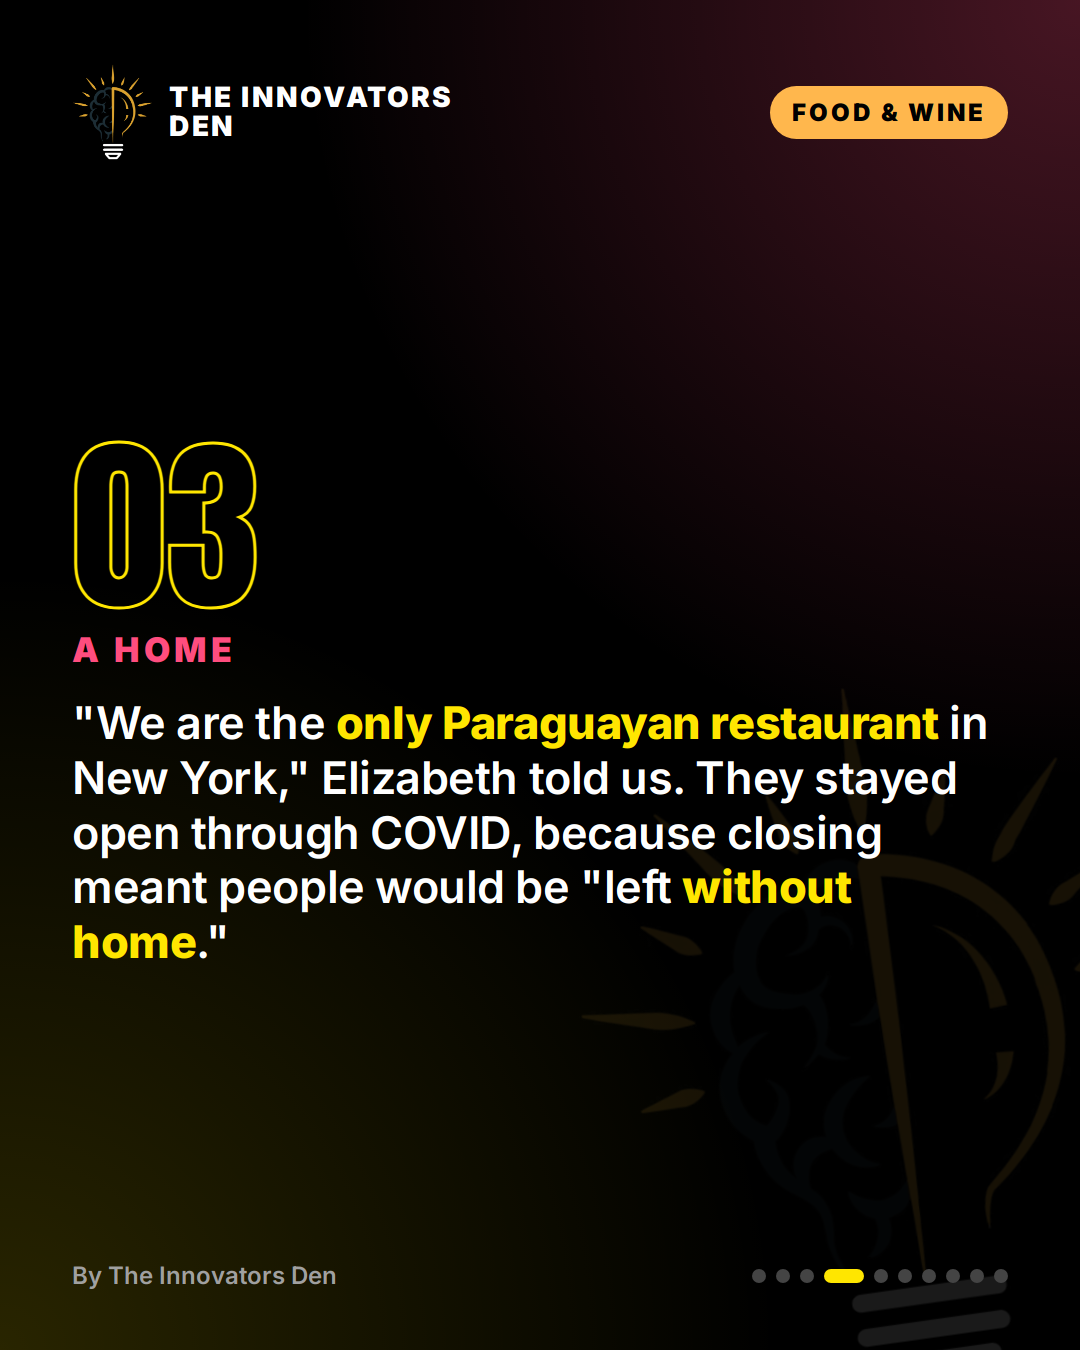 THE INNOVATORS
DEN
FOOD & WINE
03
A HOME
"We are the only Paraguayan restaurant in
New York," Elizabeth told us. They stayed
open through COVID, because closing
meant people would be "left without
home."
By The Innovators Den